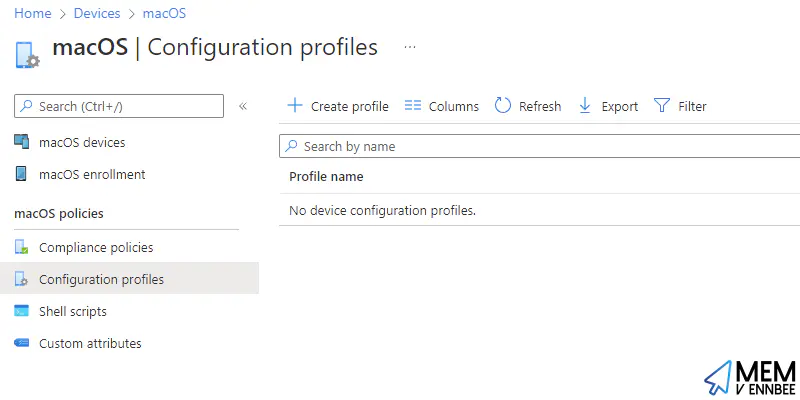 Home > Devices > macOS
macOS | Configuration profiles ...
Search (Ctrl+/) «
+ Create profile Columns Refresh Export Filter
macOS devices
Search by name
macOS enrollment
Profile name
No device configuration profiles.
macOS policies
Compliance policies
Configuration profiles
Shell scripts
Custom attributes
MEM
V ENNBEE